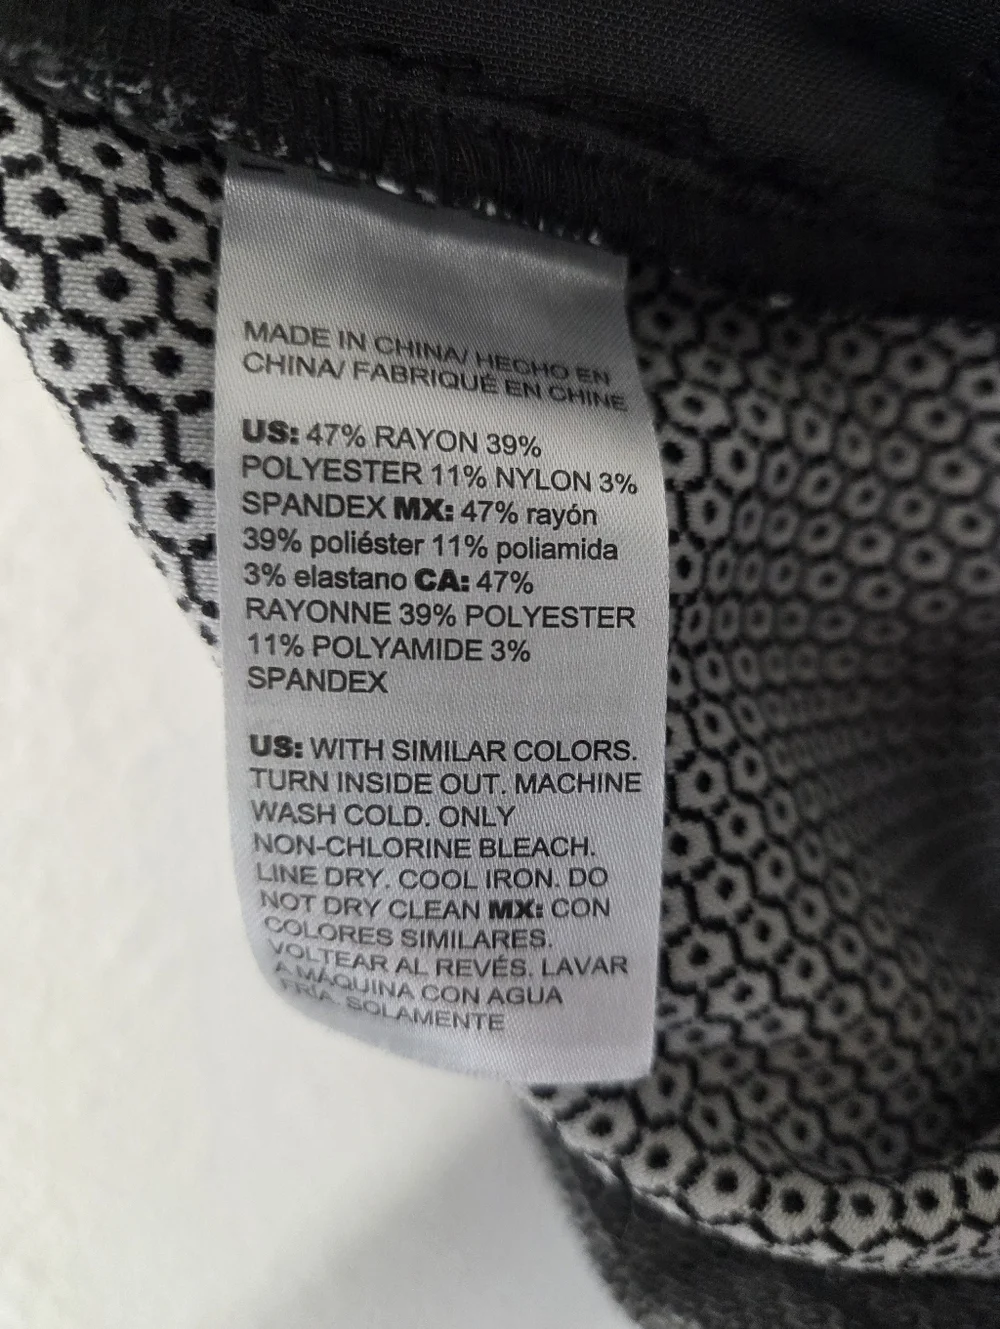 MADE IN CHINA/ HECHO EN
CHINA/ FABRIQUÉ EN CHINE
US: 47% RAYON 39%
POLYESTER 11% NYLON 3%
SPANDEX MX: 47% rayón
39% poliéster 11% poliamida
3% elastano CA: 47%
RAYONNE 39% POLYESTER
11% POLYAMIDE 3%
SPANDEX
US: WITH SIMILAR COLORS.
TURN INSIDE OUT. MACHINE
WASH COLD. ONLY
NON-CHLORINE BLEACH.
LINE DRY. COOL IRON. DO
NOT DRY CLEAN MX: CON
COLORES SIMILARES.
VOLTEAR AL REVÉS. LAVAR
A MÁQUINA CON AGUA
FRÍA. SOLAMENTE